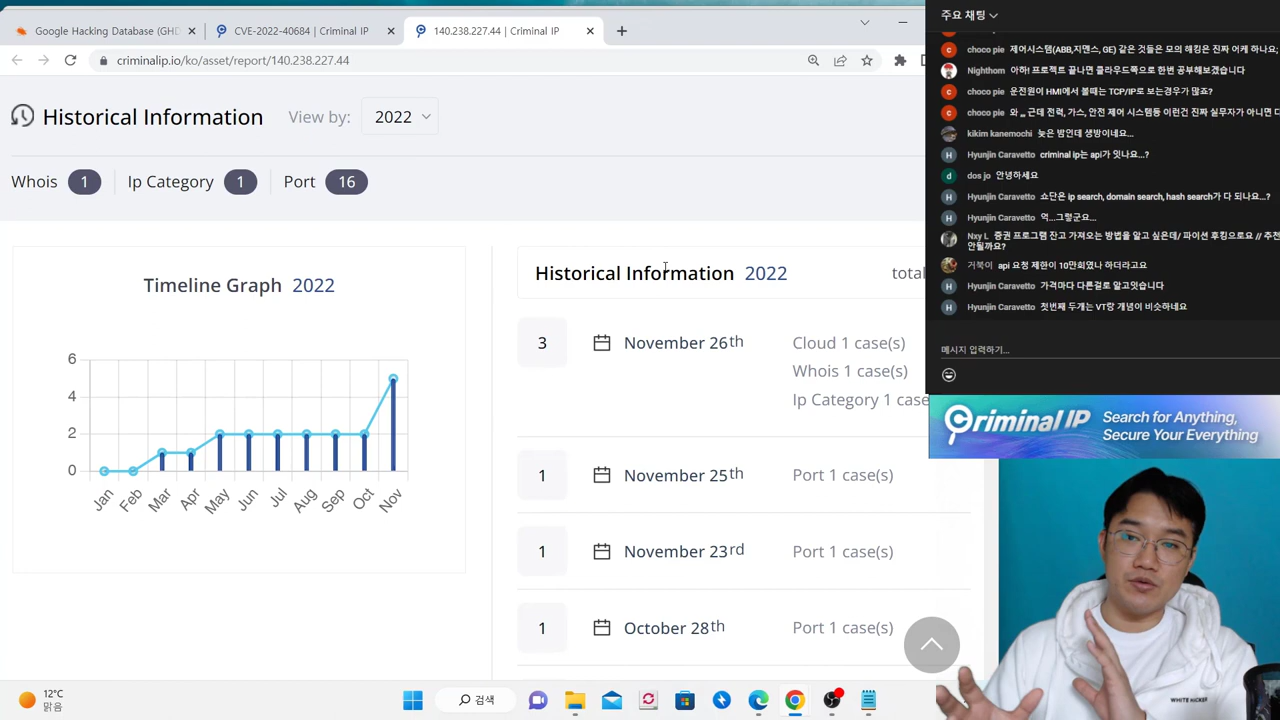 Google Hacking Database (GHD
CVE-2022-40684 | Criminal IP
140.238.227.44 | Criminal IP
criminalip.io/ko/asset/report/140.238.227.44
Historical Information
View by:
2022
Whois 1
Ip Category 1
Port 16
Timeline Graph 2022
6
4
2
0
Jan
Feb
Mar
Apr
May
Jun
Jul
Aug
Sep
Oct
Nov
Historical Information 2022
total
3
November 26th
Cloud 1 case(s)
Whois 1 case(s)
Ip Category 1 case
1
November 25th
Port 1 case(s)
1
November 23rd
Port 1 case(s)
1
October 28th
Port 1 case(s)
주요 채팅
choco pie 제어시스템(ABB,지멘스, GE) 같은 것들은 모의 해킹은 진짜 어케 하나요;
Nighthom 아하! 프로젝트 끝나면 클라우드쪽으로 한번 공부해보겠습니다
choco pie 운전원이 HMI에서 볼때는 TCP/IP로 보는경우가 많죠?
choco pie 와 ,,, 근데 전력, 가스, 안전 제어 시스템등 이런건 진짜 실무자가 아니면
kikim kanemochi 늦은 밤인데 생방이네요...
Hyunjin Caravetto criminal ip는 api가 잇나요...?
dos jo 안녕하세요
Hyunjin Caravetto 쇼단은 ip search, domain search, hash search가 다 되나요...?
Hyunjin Caravetto 억...그렇군요...
Nxy L 증권 프로그램 잔고 가져오는 방법을 알고 싶은데/ 파이션 후킹으로요 // 추천
안될까요?
거북이 api 요청 제한이 10만회였나 하더라고요
Hyunjin Caravetto 가격마다 다른걸로 알고잇습니다
Hyunjin Caravetto 첫번째 두개는 VT랑 개념이 비슷하네요
메시지 입력하기...
Criminal IP
Search for Anything,
Secure Your Everything
WHITE HACKER
12°C
맑음
검색